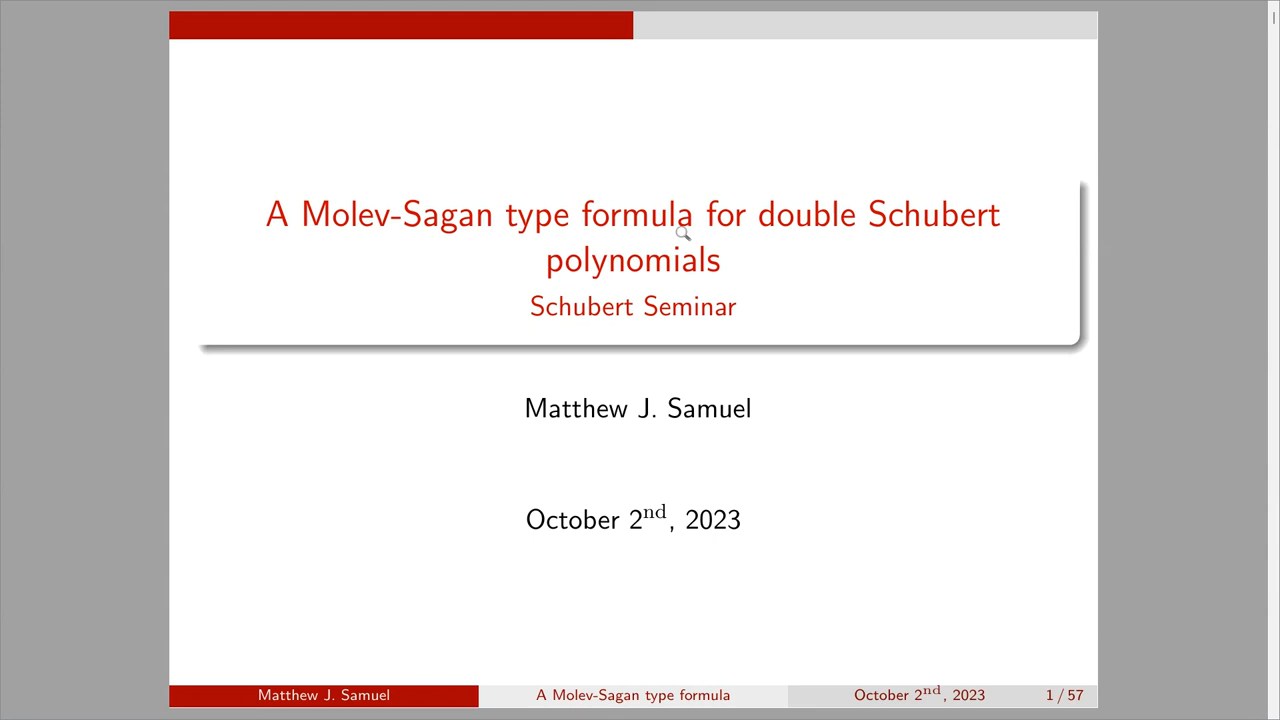 A Molev-Sagan type formula for double Schubert
polynomials
Schubert Seminar
Matthew J. Samuel
October 2nd, 2023
Matthew J. Samuel
A Molev-Sagan type formula
October 2nd, 2023
1 / 57